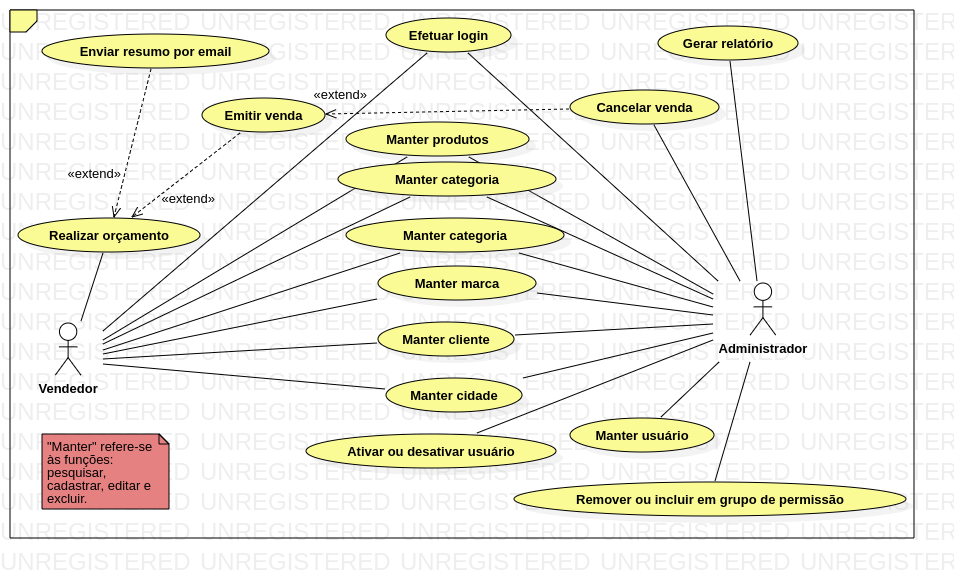 UNREGISTERED UNREGISTERED UNREGISTERED UNREGISTERED UNREGISTERED
Efetuar login
Enviar resumo por email
Gerar relatório
«extend»
Emitir venda
Cancelar venda
Manter produtos
«extend»
Manter categoria
«extend»
Realizar orçamento
Manter categoria
Manter marca
Manter cliente
Administrador
Vendedor
Manter cidade
Manter usuário
Ativar ou desativar usuário
"Manter" refere-se
às funções:
pesquisar,
cadastrar, editar e
excluir.
Remover ou incluir em grupo de permissão